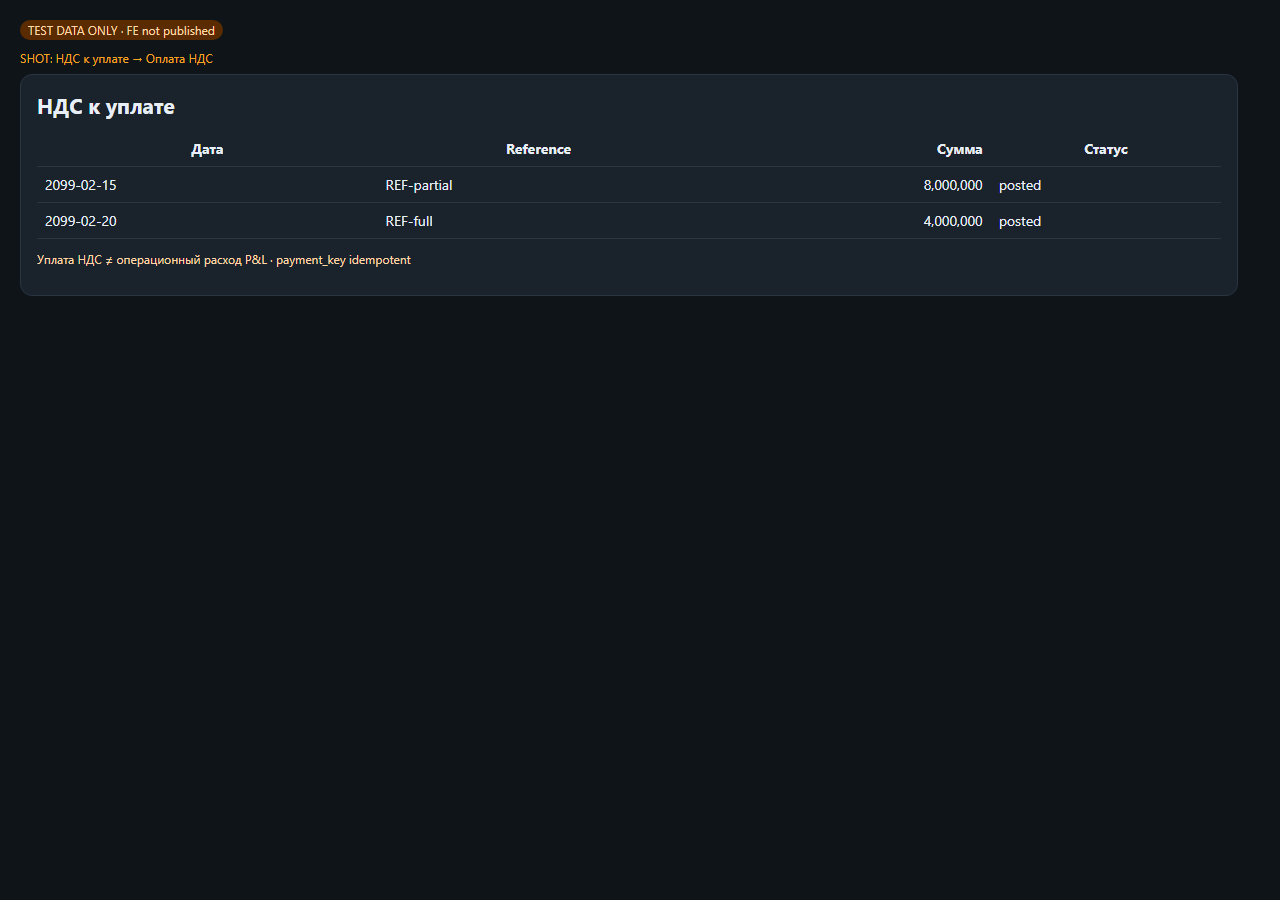 TEST DATA ONLY · FE not published
SHOT: НДС к уплате → Оплата НДС
НДС к уплате
Дата Reference Сумма Статус
2099-02-15 REF-partial 8,000,000 posted
2099-02-20 REF-full 4,000,000 posted
Уплата НДС ≠ операционный расход P&L · payment_key idempotent